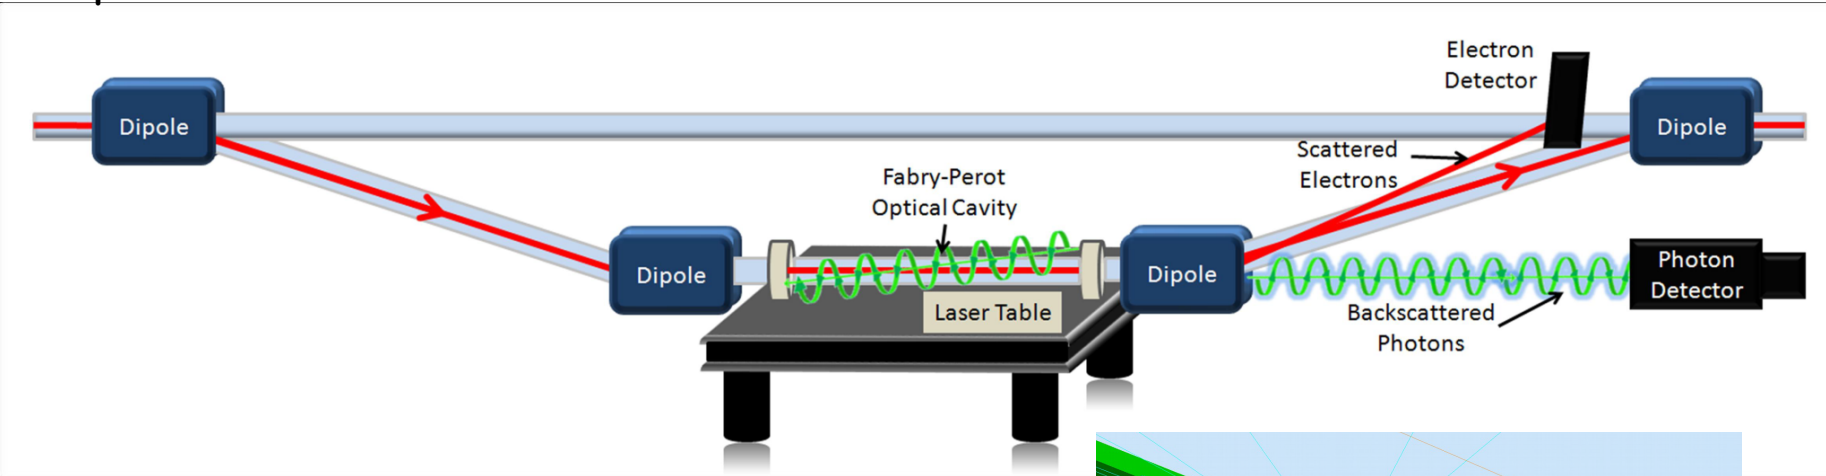 Electron
Detector
Dipole
Dipole
Scattered
Electrons
Fabry-Perot
Optical Cavity
Dipole
Dipole
Photon
Detector
Laser Table
Backscattered
Photons